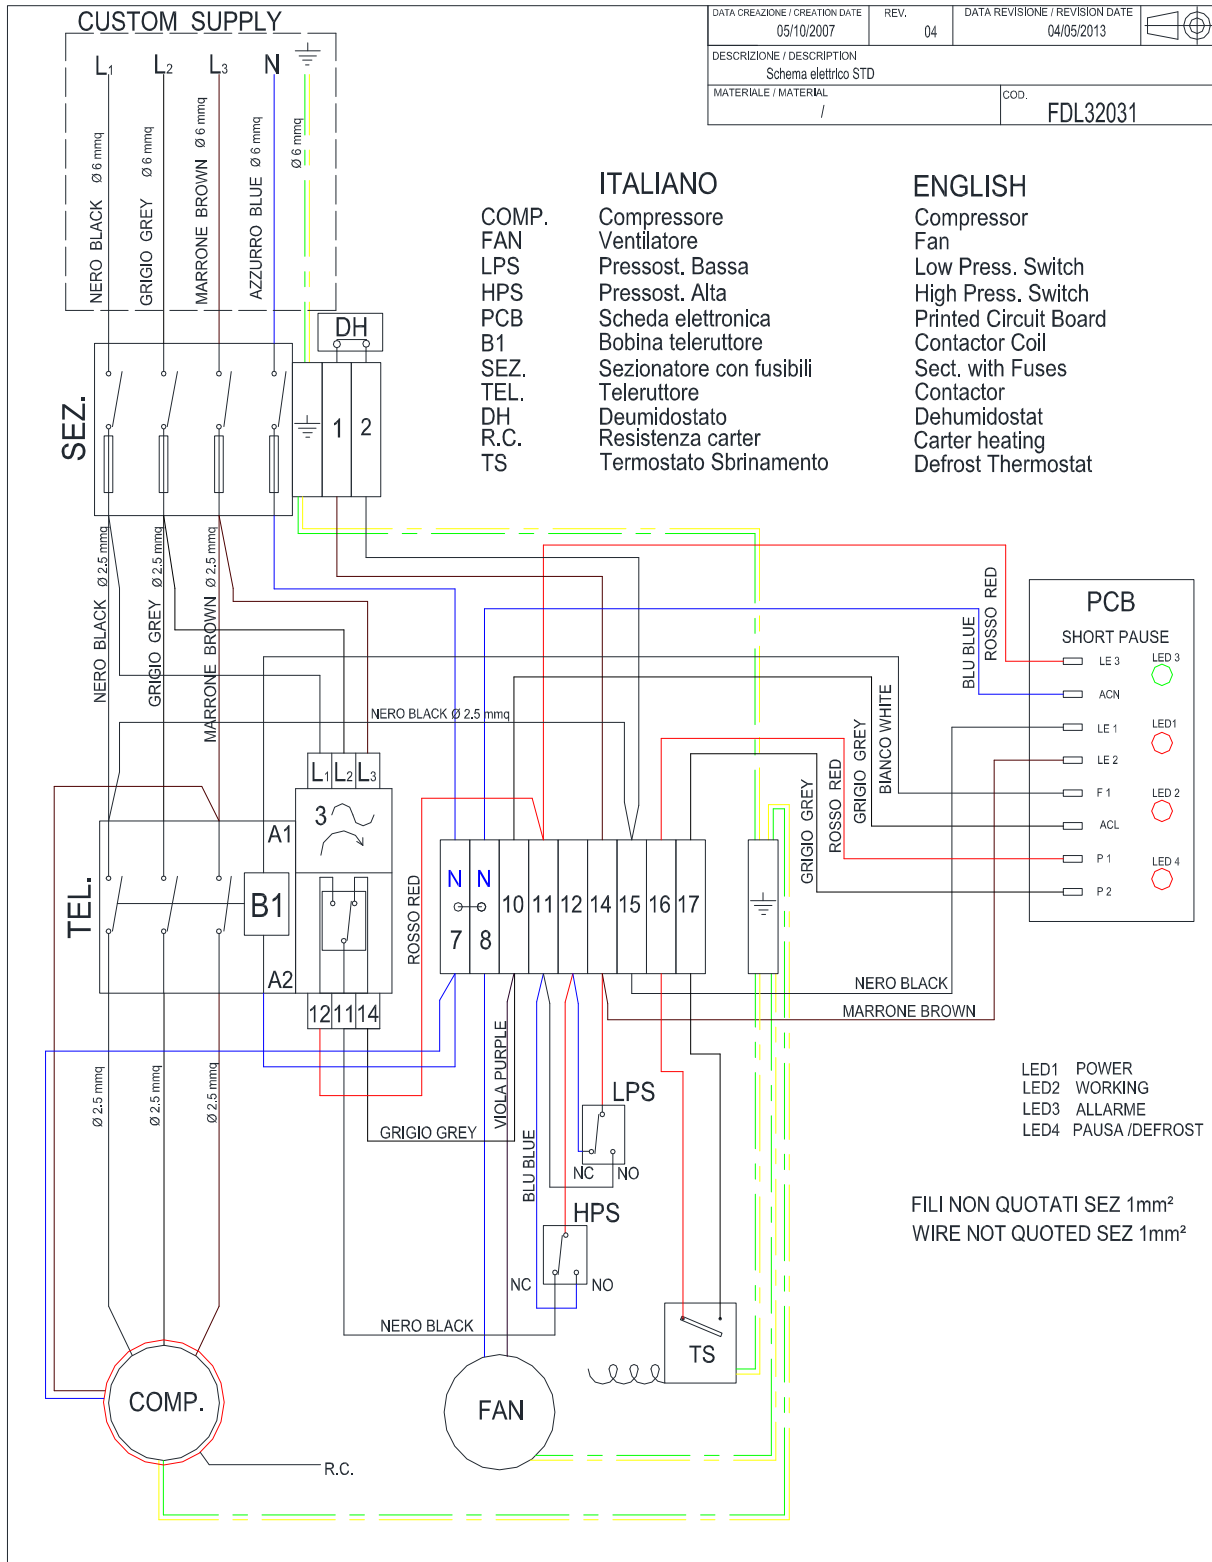 CUSTOM SUPPLY
DATA CREAZIONE / CREATION DATE
05/10/2007
REV.
04
DATA REVISIONE / REVISION DATE
04/05/2013
DESCRIZIONE / DESCRIPTION
Schema elettrico STD
MATERIALE / MATERIAL
/
COD.
FDL32031
L1 L2 L3 N
NERO BLACK Ø 6 mmq
GRIGIO GREY Ø 6 mmq
MARRONE BROWN Ø 6 mmq
AZZURRO BLUE Ø 6 mmq
Ø 6 mmq
ITALIANO ENGLISH
COMP. Compressore Compressor
FAN Ventilatore Fan
LPS Pressost. Bassa Low Press. Switch
HPS Pressost. Alta High Press. Switch
PCB Scheda elettronica Printed Circuit Board
B1 Bobina teleruttore Contactor Coil
SEZ. Sezionatore con fusibili Sect. with Fuses
TEL. Teleruttore Contactor
DH Deumidostato Dehumidostat
R.C. Resistenza carter Carter heating
TS Termostato Sbrinamento Defrost Thermostat
DH
SEZ.
1 2
NERO BLACK Ø 2.5 mmq
GRIGIO GREY Ø 2.5 mmq
MARRONE BROWN Ø 2.5 mmq
ROSSO RED
BLU BLUE
PCB
SHORT PAUSE
LE 3 LED 3
ACN
LE 1 LED1
LE 2
F 1 LED 2
ACL
P 1 LED 4
P 2
NERO BLACK Ø 2.5 mmq
BIANCO WHITE
GRIGIO GREY
ROSSO RED
GRIGIO GREY
L1 L2 L3
3
A1
TEL.
B1
A2
12 11 14
ROSSO RED
N N
7 8 10 11 12 14 15 16 17
NERO BLACK
MARRONE BROWN
Ø 2.5 mmq
Ø 2.5 mmq
Ø 2.5 mmq
VIOLA PURPLE
LED1 POWER
LED2 WORKING
LED3 ALLARME
LED4 PAUSA /DEFROST
LPS
GRIGIO GREY
BLU BLUE
NC NO
HPS
NC NO
FILI NON QUOTATI SEZ 1mm²
WIRE NOT QUOTED SEZ 1mm²
NERO BLACK
TS
COMP.
FAN
R.C.